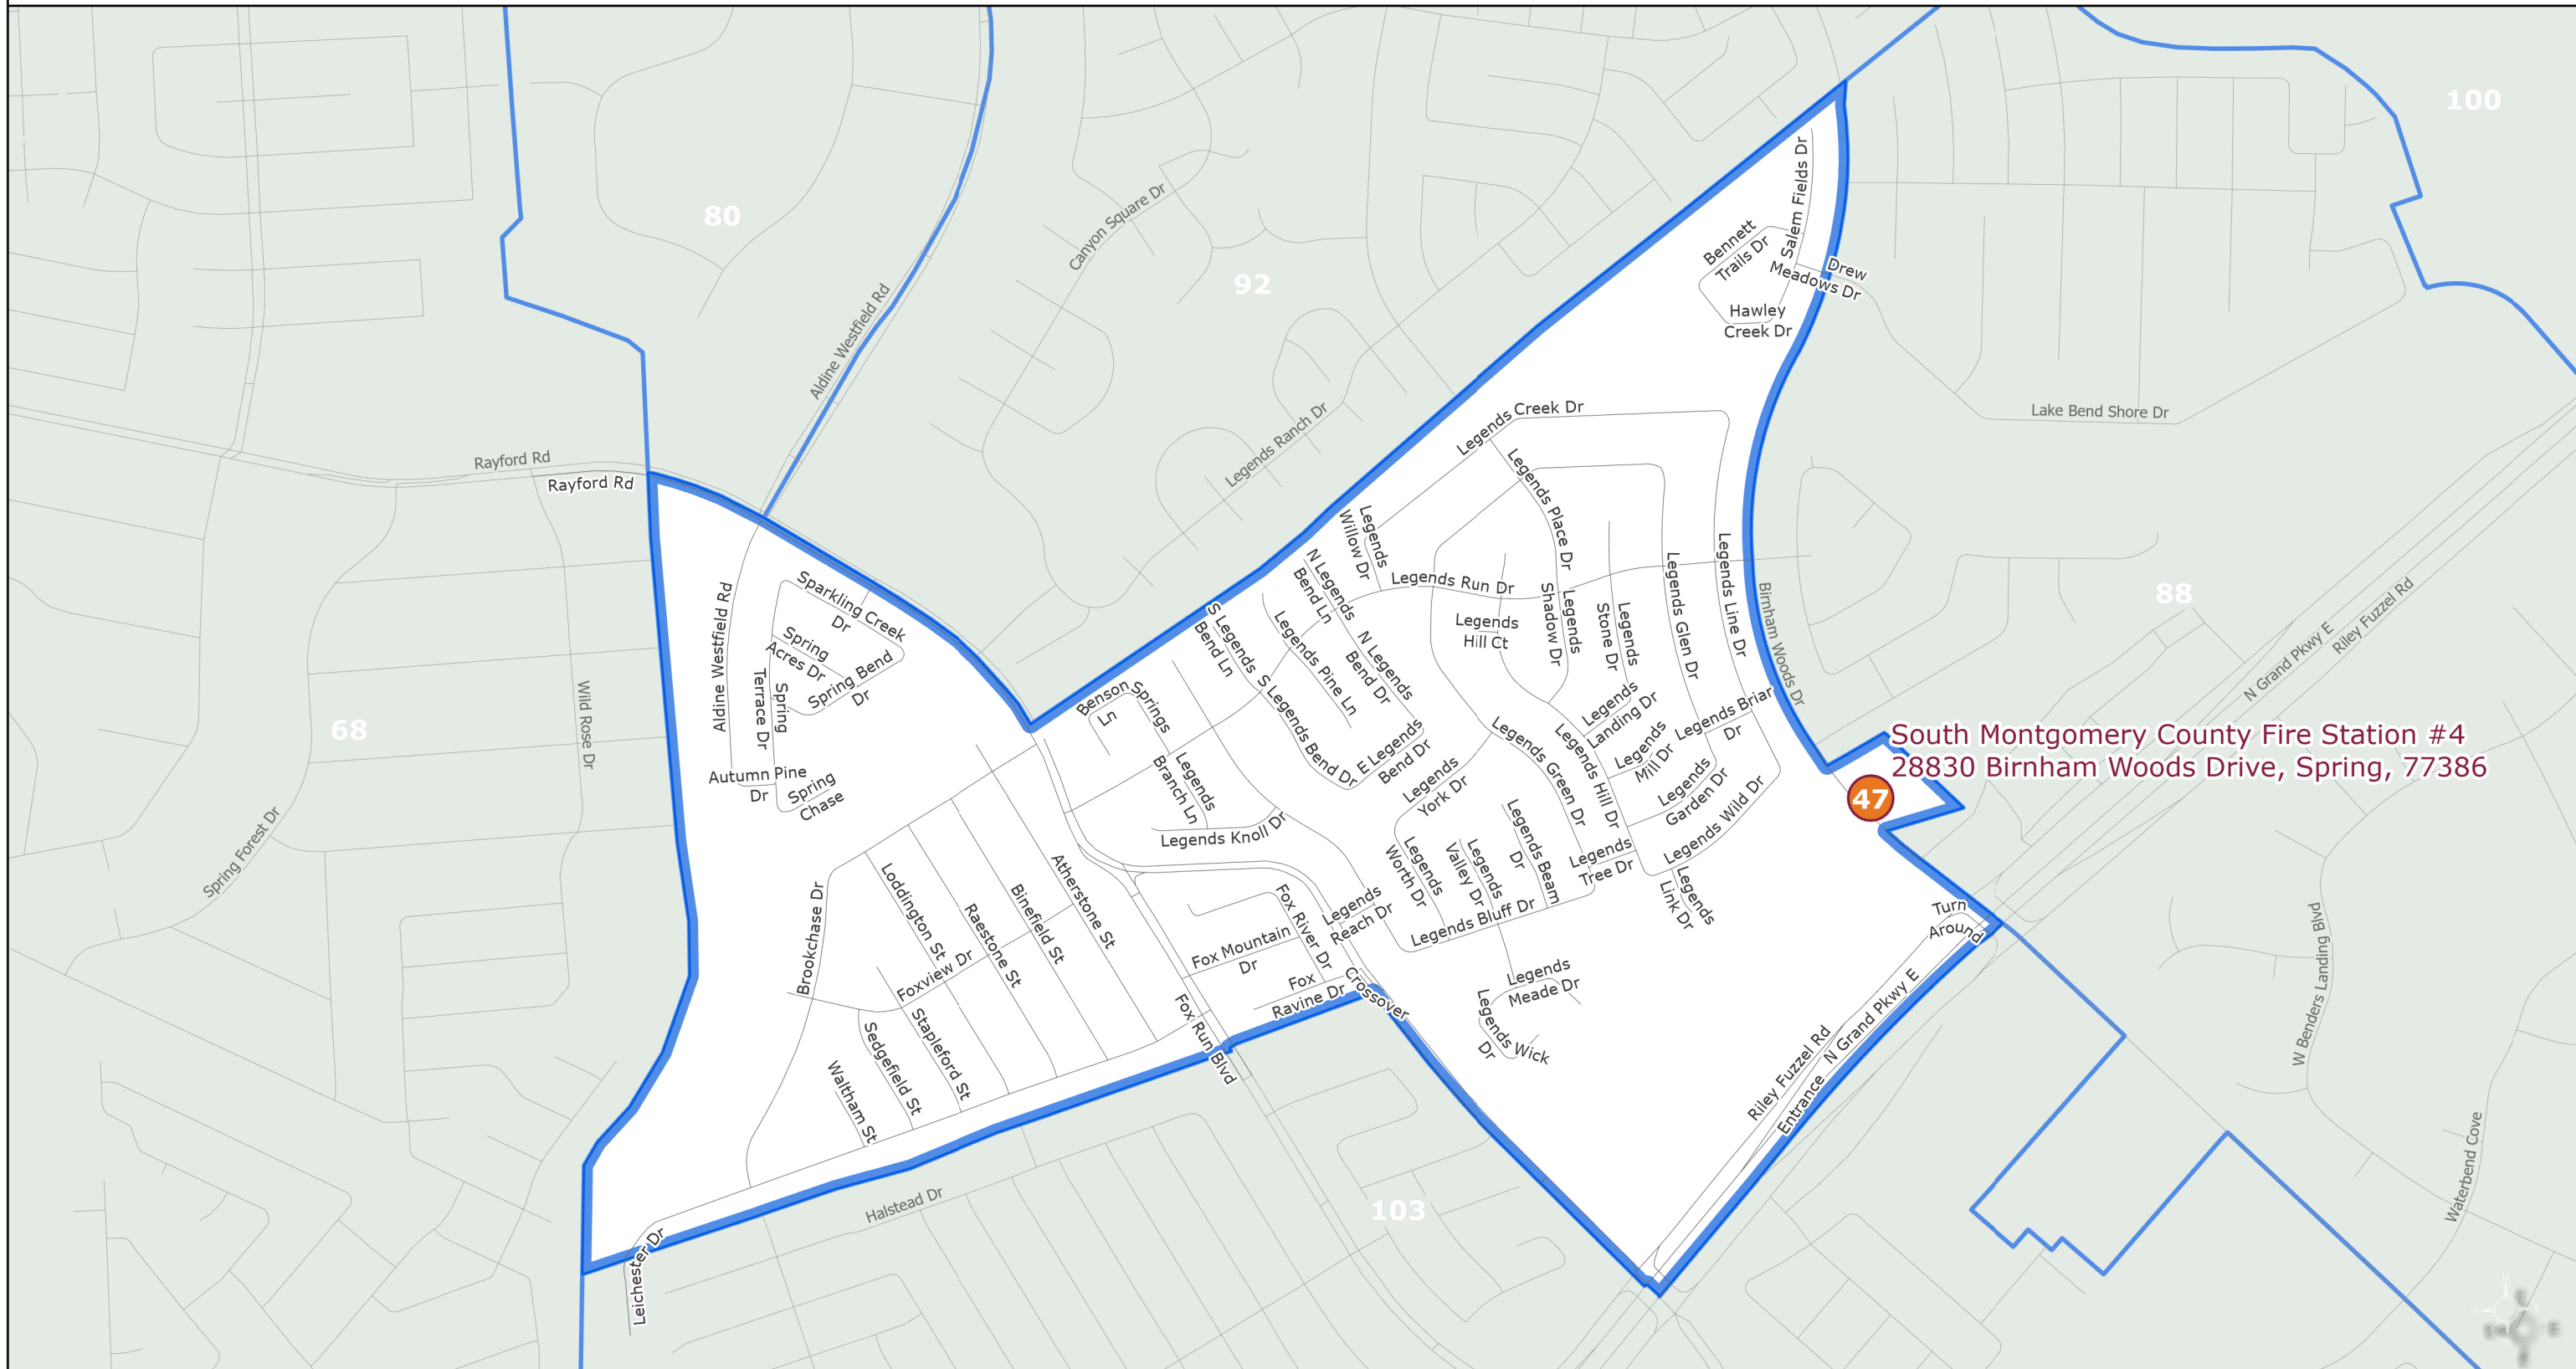 100
80
92
Canyon Square Dr
Aldine Westfield Rd
Salem Fields Dr
Bennett
Trails Dr
Drew
Meadows Dr
Hawley
Creek Dr
Legends Ranch Dr
Legends Creek Dr
Lake Bend Shore Dr
Rayford Rd
Rayford Rd
Legends Place Dr
Legends
Willow Dr
N Legends
Bend Ln
Legends Run Dr
Legends Line Dr
Legends Glen Dr
Birnham Woods Dr
88
N Grand Pkwy E
Riley Fuzzel Rd
Sparkling Creek
Dr
Aldine Westfield Rd
Spring
Acres Dr
Spring Bend
Dr
Spring
Terrace Dr
S Legends
Bend Ln
Legends Pine Ln
N Legends
Bend Dr
Legends
Hill Ct
Legends
Shadow Dr
Legends
Stone Dr
Wild Rose Dr
68
Benson Springs
Ln
S Legends Bend Dr
E Legends
Bend Dr
Legends
Landing Dr
Legends
Mill Dr
Legends Briar
Dr
South Montgomery County Fire Station #4
28830 Birnham Woods Drive, Spring, 77386
47
Autumn Pine
Dr
Spring
Chase
Legends
Branch Ln
Legends
York Dr
Legends Green Dr
Legends Hill Dr
Legends
Garden Dr
Legends Wild Dr
Legends Knoll Dr
Spring Forest Dr
Legends
Worth Dr
Legends
Valley Dr
Legends Beam
Dr
Legends
Tree Dr
Legends
Link Dr
Brookchase Dr
Loddington St
Raestone St
Binefield St
Atherstone St
Fox River Dr
Legends
Reach Dr
Legends Bluff Dr
Turn
Around
W Benders Landing Blvd
Foxview Dr
Fox Mountain
Dr
Fox
Ravine Dr
Crossover
Legends
Meade Dr
Legends Wick
Dr
Fox Run Blvd
Stapleford St
Sedgefield St
Waltham St
Riley Fuzzel Rd
Entrance
N Grand Pkwy E
Halstead Dr
103
Leichester Dr
Waterbend Cove